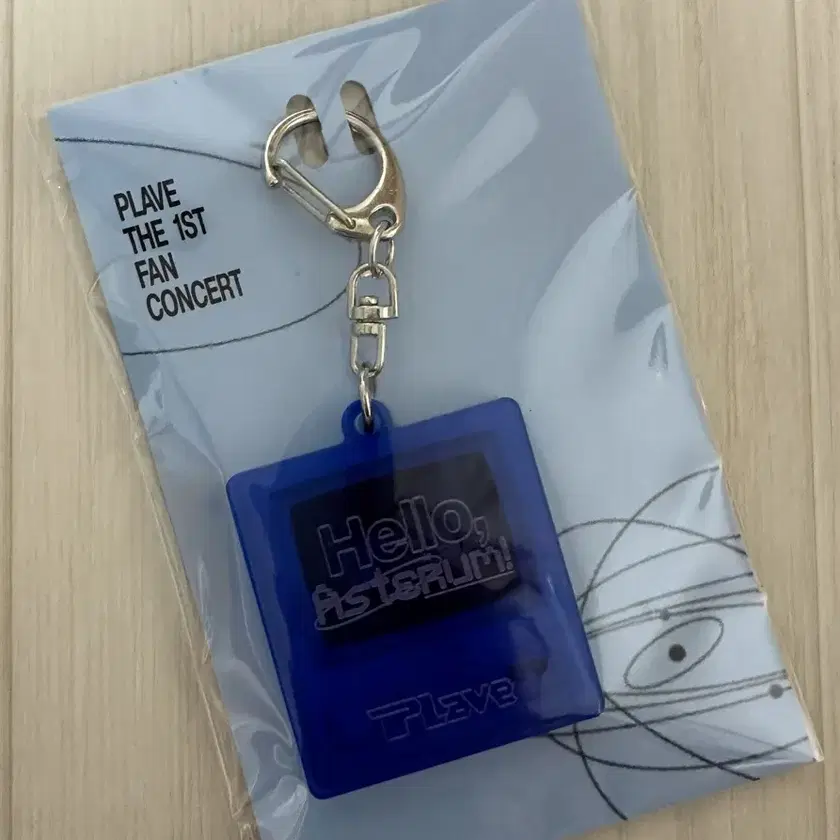 PLAVE
THE 1ST
FAN
CONCERT
Hello,
Asterum!
PLAVE